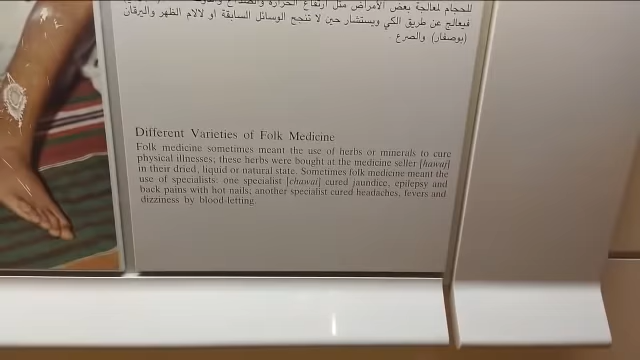 للحجام لمعالجة بعض الأمراض مثل ارتفاع الحرارة والصداع
فيعالج عن طريق الكي ويستشار حين لا تنجح الوسائل السابقة او لالام الظهر واليرقان
(بوصفار) والصرع .
Different Varieties of Folk Medicine
Folk medicine sometimes meant the use of herbs or minerals to cure
physical illnesses; these herbs were bought at the medicine seller [hawaj]
in their dried, liquid or natural state. Sometimes folk medicine meant the
use of specialists: one specialist [chawai] cured jaundice, epilepsy and
back pains with hot nails; another specialist cured headaches, fevers and
dizziness by blood-letting.